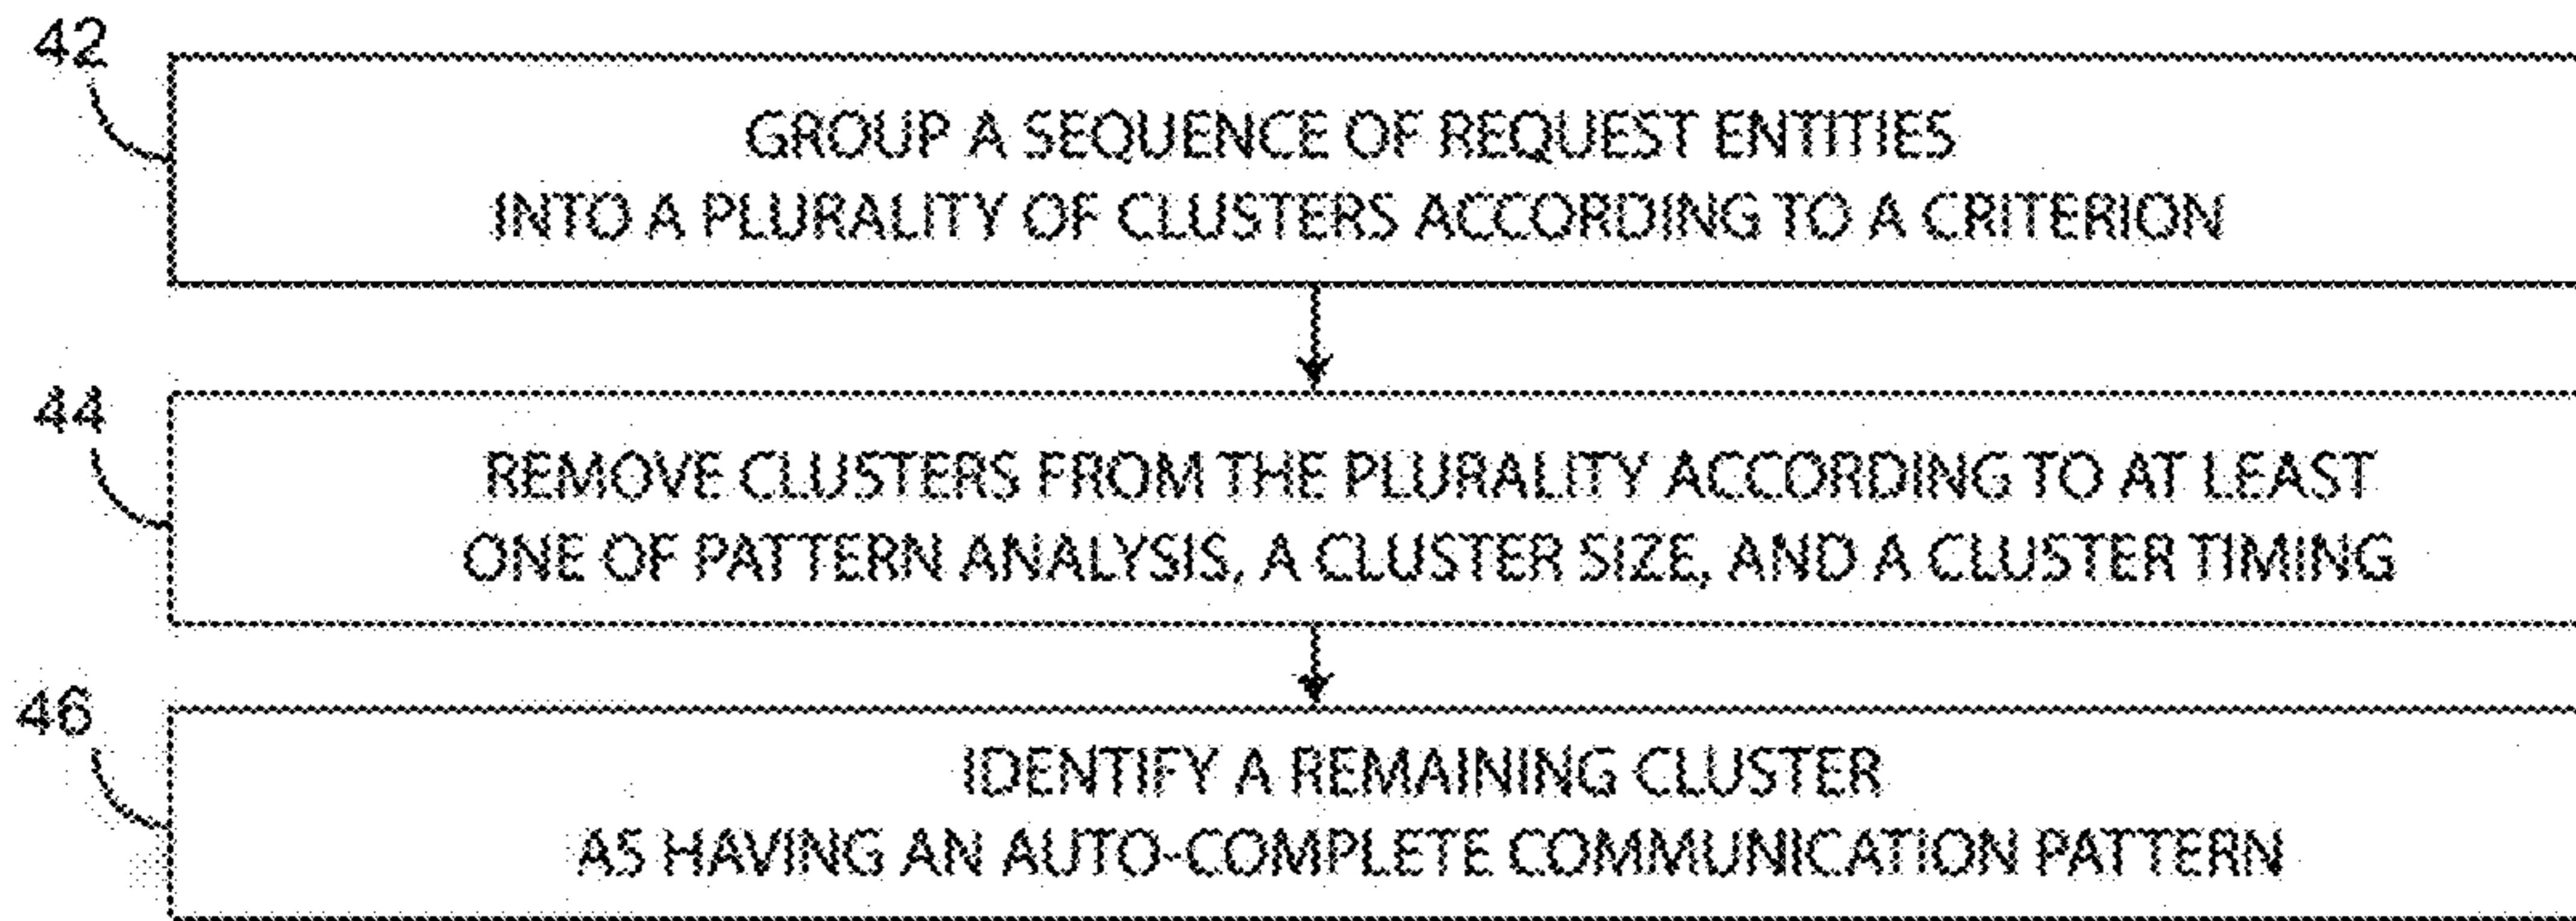 42
GROUP A SEQUENCE OF REQUEST ENTITIES
INTO A PLURALITY OF CLUSTERS ACCORDING TO A CRITERION
44
REMOVE CLUSTERS FROM THE PLURALITY ACCORDING TO AT LEAST
ONE OF PATTERN ANALYSIS, A CLUSTER SIZE, AND A CLUSTER TIMING
46
IDENTIFY A REMAINING CLUSTER
AS HAVING AN AUTO-COMPLETE COMMUNICATION PATTERN